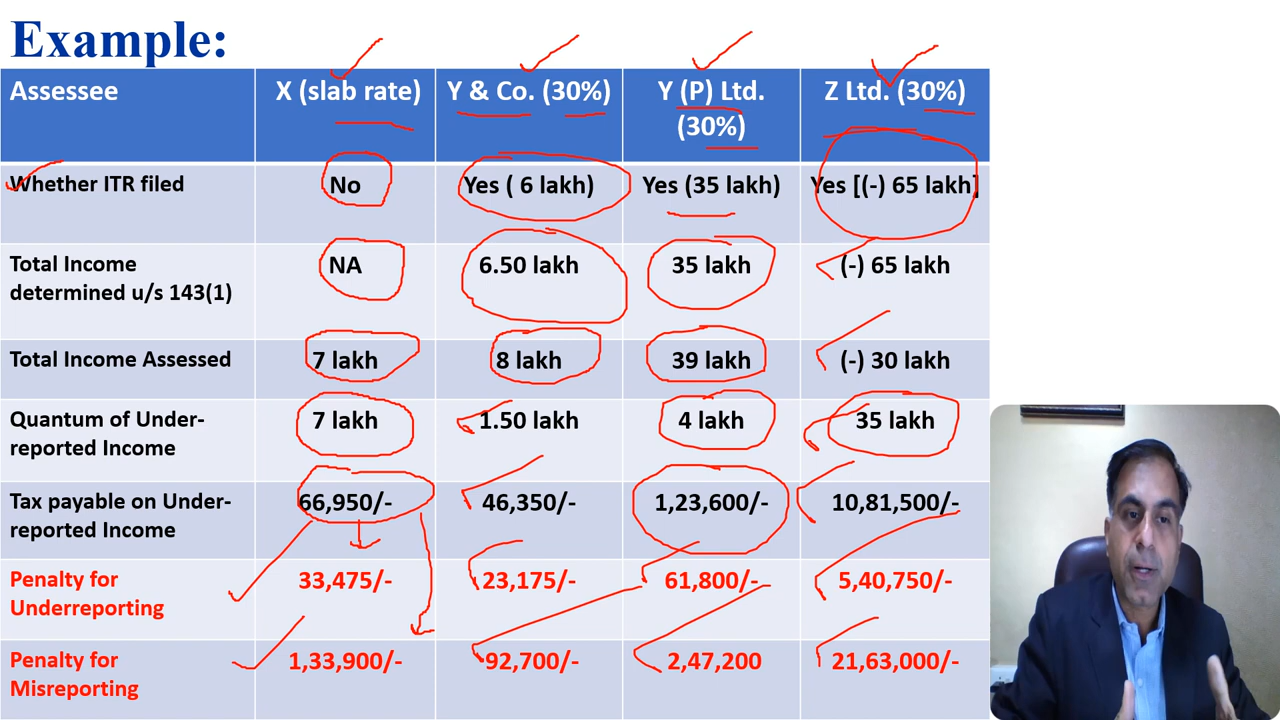 Example:
Assessee X (slab rate) Y & Co. (30%) Y (P) Ltd. Z Ltd. (30%)
(30%)
Whether ITR filed No Yes ( 6 lakh) Yes (35 lakh) Yes [(-) 65 lakh]
Total Income NA 6.50 lakh 35 lakh (-) 65 lakh
determined u/s 143(1)
Total Income Assessed 7 lakh 8 lakh 39 lakh (-) 30 lakh
Quantum of Under- 7 lakh 1.50 lakh 4 lakh 35 lakh
reported Income
Tax payable on Under- 66,950/- 46,350/- 1,23,600/- 10,81,500/-
reported Income
Penalty for 33,475/- 23,175/- 61,800/- 5,40,750/-
Underreporting
Penalty for 1,33,900/- 92,700/- 2,47,200 21,63,000/-
Misreporting